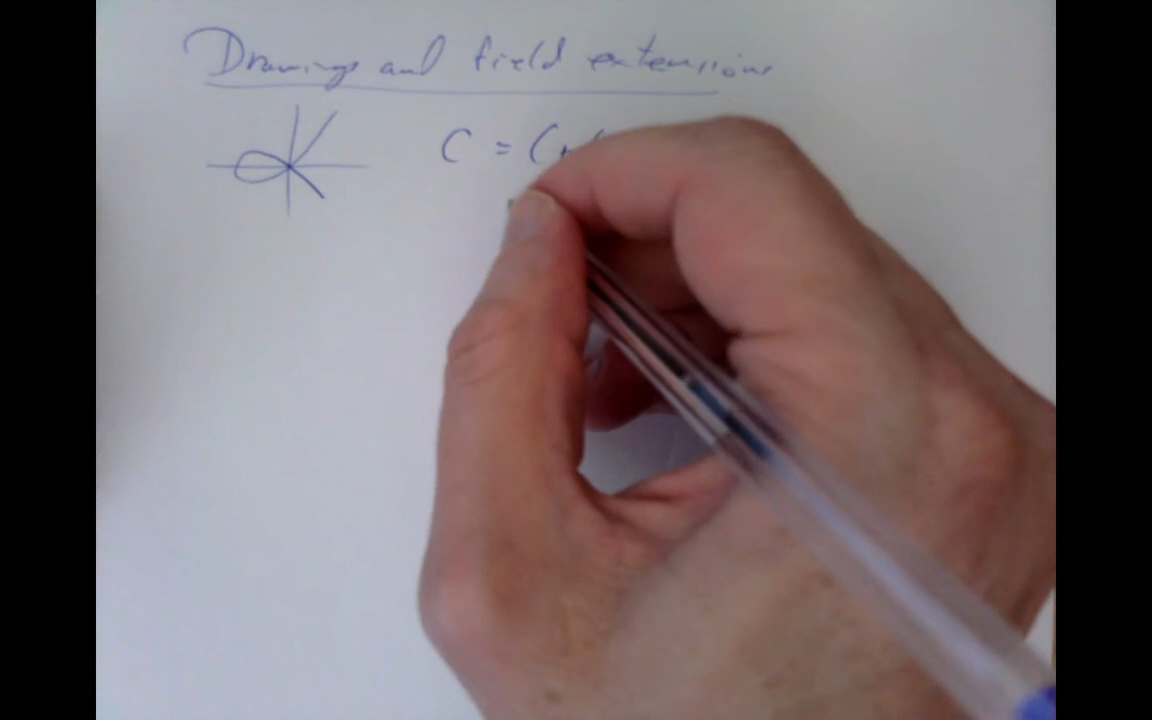 Drawings and field extensions
C = (